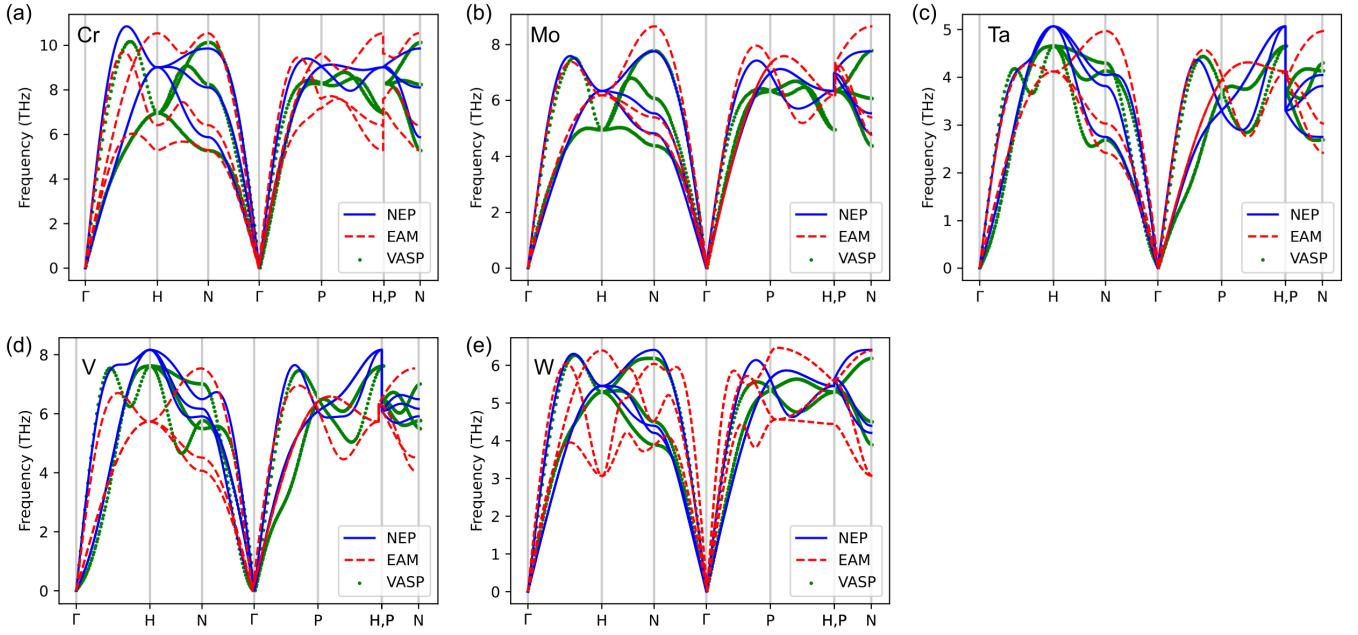 (a)
Cr
Frequency (THz)
10
8
6
4
2
0
NEP
EAM
VASP
Γ H N Γ P H,P N
(b)
Mo
Frequency (THz)
8
6
4
2
0
NEP
EAM
VASP
Γ H N Γ P H,P N
(c)
Ta
Frequency (THz)
5
4
3
2
1
0
NEP
EAM
VASP
Γ H N Γ P H,P N
(d)
V
Frequency (THz)
8
6
4
2
0
NEP
EAM
VASP
Γ H N Γ P H,P N
(e)
W
Frequency (THz)
6
5
4
3
2
1
0
NEP
EAM
VASP
Γ H N Γ P H,P N